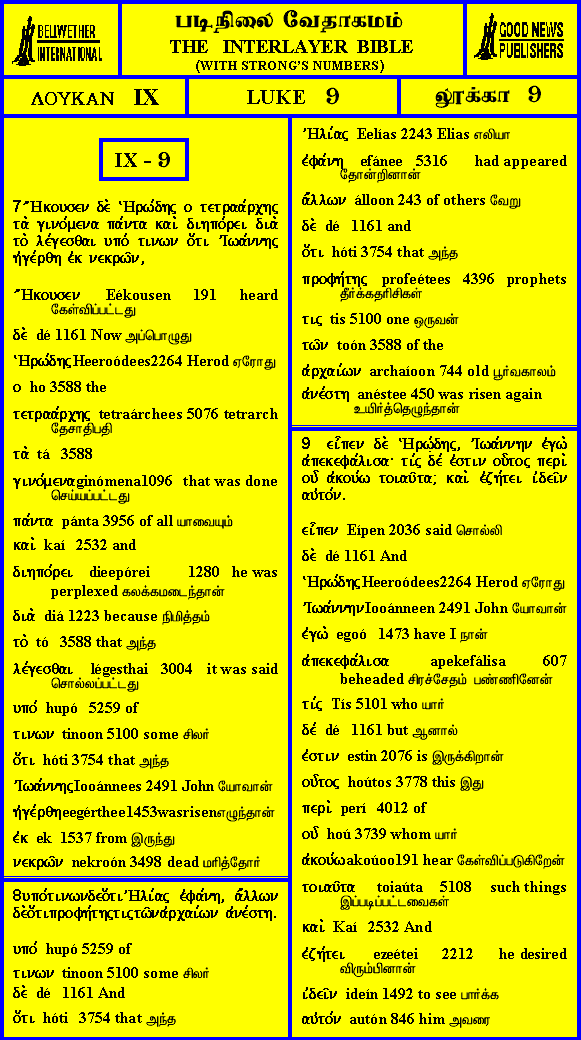 BELLWETHER
INTERNATIONAL
படிநிலை வேதாகமம்
THE INTERLAYER BIBLE
(WITH STRONG'S NUMBERS)
GOOD NEWS
PUBLISHERS
ΛΟΥΚΑΝ IX
LUKE 9
லூக்கா 9
IX - 9
7 Ἤκουσεν δὲ Ἡρώδης ο τετραάρχης
τὰ γινόμενα πάντα καὶ διηπόρει διὰ
τὸ λέγεσθαι υπό τινων ὅτι Ἰωάννης
ἠγέρθη ἐκ νεκρῶν,
Ἤκουσεν Eékousen 191 heard
கேள்விப்பட்டது
δὲ dé 1161 Now அப்பொழுது
Ἡρώδης Heeroódees2264 Herod ஏரோது
ο ho 3588 the
τετραάρχης tetraárchees 5076 tetrarch
தேசாதிபதி
τὰ tá 3588
γινόμενα ginómena1096 that was done
செய்யப்பட்டது
πάντα pánta 3956 of all யாவையும்
καὶ kaí 2532 and
διηπόρει dieepórei 1280 he was
perplexed கலக்கமடைந்தான்
διὰ diá 1223 because நிமித்தம்
τὸ tó 3588 that அந்த
λέγεσθαι légesthai 3004 it was said
சொல்லப்பட்டது
υπό hupó 5259 of
τινων tinoon 5100 some சிலர்
ὅτι hóti 3754 that அந்த
Ἰωάννης Iooánnees 2491 John யோவான்
ἠγέρθη eegérthee1453wasrisen எழுந்தான்
ἐκ ek 1537 from இருந்து
νεκρῶν nekroón 3498 dead மரித்தோர்
8υπότινωνδεὅτιἨλίας ἐφάνη, ἄλλων
δὲὅτιπροφήτηςτιςτῶνἀρχαίων ἀνέστη.
υπό hupó 5259 of
τινων tinoon 5100 some சிலர்
δὲ dé 1161 And
ὅτι hóti 3754 that அந்த
Ἠλίας Eelías 2243 Elias எலியா
ἐφάνη efánee 5316 had appeared
தோன்றினான்
ἄλλων álloon 243 of others வேறு
δὲ dé 1161 and
ὅτι hóti 3754 that அந்த
προφήτης profeétees 4396 prophets
தீர்க்கதரிசிகள்
τις tis 5100 one ஒருவன்
τῶν toón 3588 of the
ἀρχαίων archaíoon 744 old பூர்வகாலம்
ἀνέστη anéstee 450 was risen again
உயிர்த்தெழுந்தான்
9 εἶπεν δὲ Ἡρῴδης, Ἰωάννην ἐγὼ
ἀπεκεφάλισα· τίς δέ ἐστιν οὗτος περὶ
οὗ ἀκούω τοιαῦτα; καὶ ἐζήτει ἰδεῖν
αὐτόν.
εἶπεν Eípen 2036 said சொல்லி
δὲ dé 1161 And
Ἡρώδης Heeroódees2264 Herod ஏரோது
Ἰωάννην Iooánneen 2491 John யோவான்
ἐγὼ egoó 1473 have I நான்
ἀπεκεφάλισα apekefálisa 607
beheaded சிரச்சேதம் பண்ணினேன்
τίς Tís 5101 who யார்
δέ dé 1161 but ஆனால்
ἐστιν estin 2076 is இருக்கிறான்
οὗτος hoútos 3778 this இது
περὶ perí 4012 of
οὗ hoú 3739 whom யார்
ἀκούω akoúoo191 hear கேள்விப்படுகிறேன்
τοιαῦτα toiaúta 5108 such things
இப்படிப்பட்டவைகள்
καὶ Kaí 2532 And
ἐζήτει ezeétei 2212 he desired
விரும்பினான்
ἰδεῖν ideín 1492 to see பார்க்க
αὐτόν autón 846 him அவரை